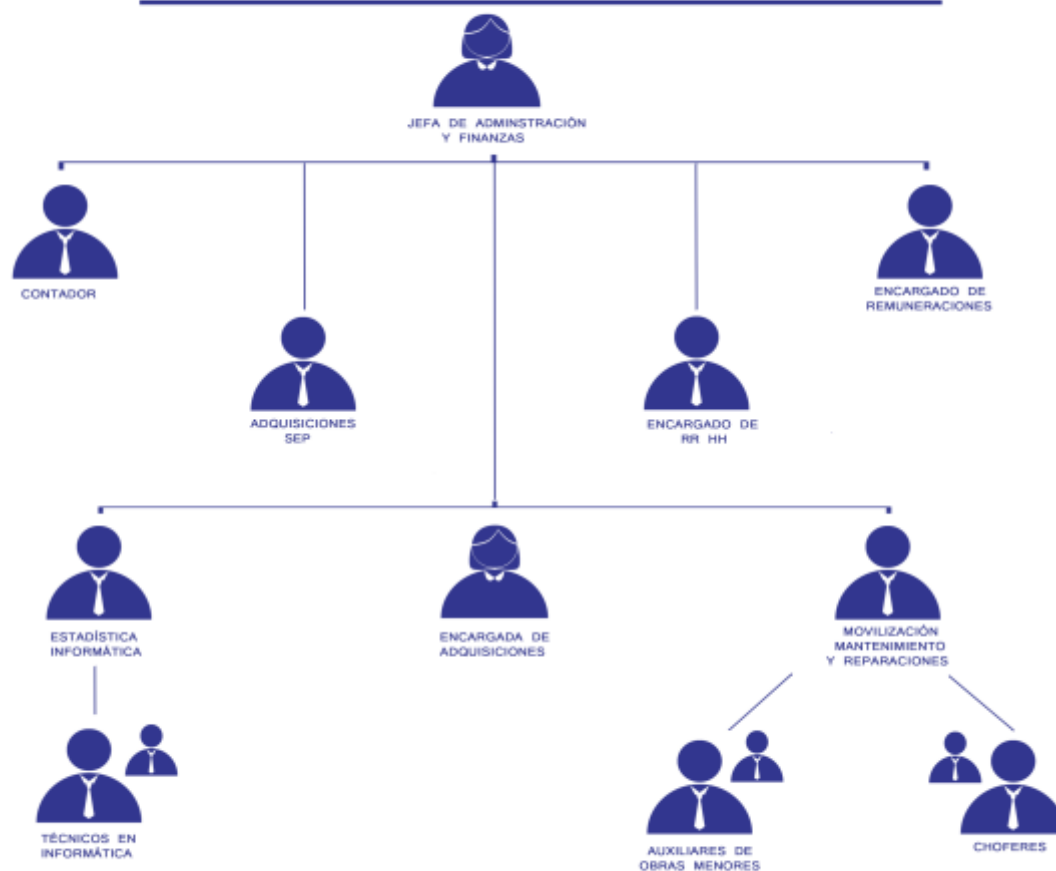 JEFA DE ADMINSTRACIÓN
Y FINANZAS
CONTADOR
ENCARGADO DE
REMUNERACIONES
ADQUISICIONES
SEP
ENCARGADO DE
RR HH
ESTADÍSTICA
INFORMÁTICA
ENCARGADA DE
ADQUISICIONES
MOVILIZACIÓN
MANTENIMIENTO
Y REPARACIONES
TÉCNICOS EN
INFORMÁTICA
AUXILIARES DE
OBRAS MENORES
CHOFERES